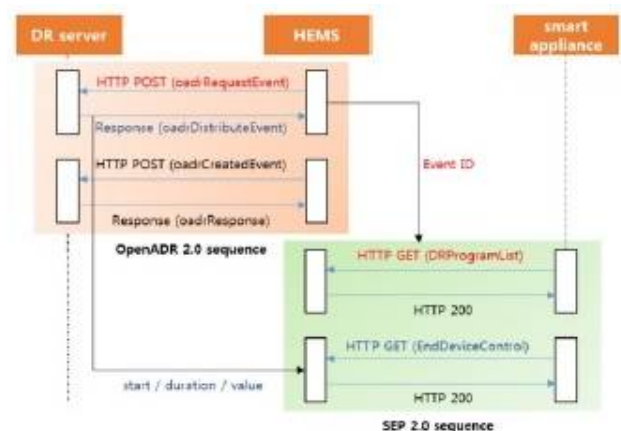 DR server
HEMS
smart
appliance
HTTP POST (oadrRequestEvent)
Response (oadrDistributeEvent)
HTTP POST (oadrCreatedEvent)
Event ID
Response (oadrResponse)
OpenADR 2.0 sequence
HTTP GET (DRProgramList)
HTTP 200
HTTP GET (EndDeviceControl)
start / duration / value
HTTP 200
SEP 2.0 sequence